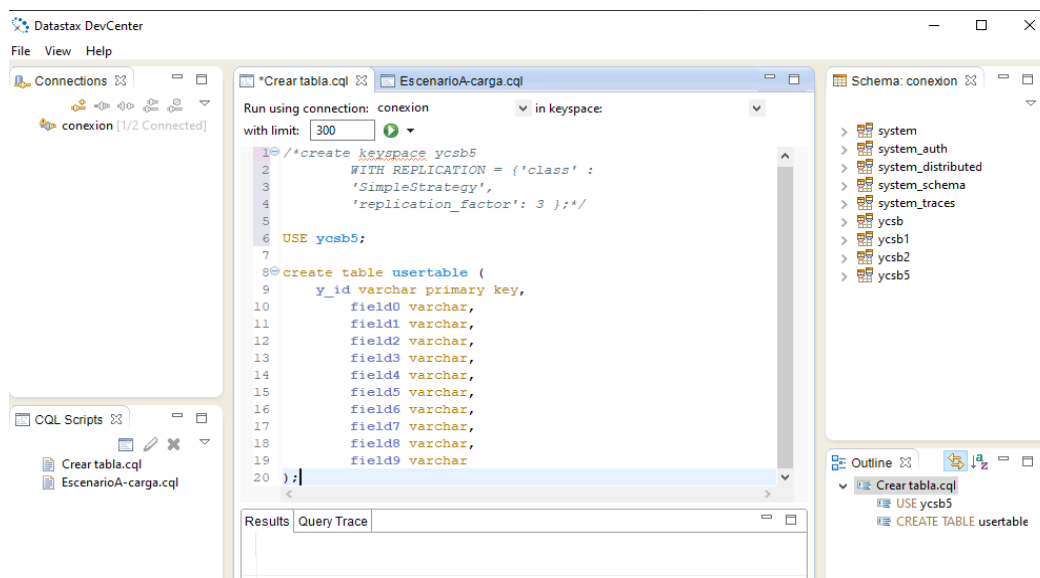 Datastax DevCenter
File View Help
Connections
conexion [1/2 Connected]
CQL Scripts
Crear tabla.cql
EscenarioA-carga.cql
*Crear tabla.cql EscenarioA-carga.cql
Run using connection: conexion in keyspace:
with limit: 300
1 /*create keyspace ycsb5
2 WITH REPLICATION = {'class' :
3 'SimpleStrategy',
4 'replication_factor': 3 };*/
5
6 USE ycsb5;
7
8 create table usertable (
9 y_id varchar primary key,
10 field0 varchar,
11 field1 varchar,
12 field2 varchar,
13 field3 varchar,
14 field4 varchar,
15 field5 varchar,
16 field6 varchar,
17 field7 varchar,
18 field8 varchar,
19 field9 varchar
20 );
Results Query Trace
Schema: conexion
system
system_auth
system_distributed
system_schema
system_traces
ycsb
ycsb1
ycsb2
ycsb5
Outline
Crear tabla.cql
USE ycsb5
CREATE TABLE usertable